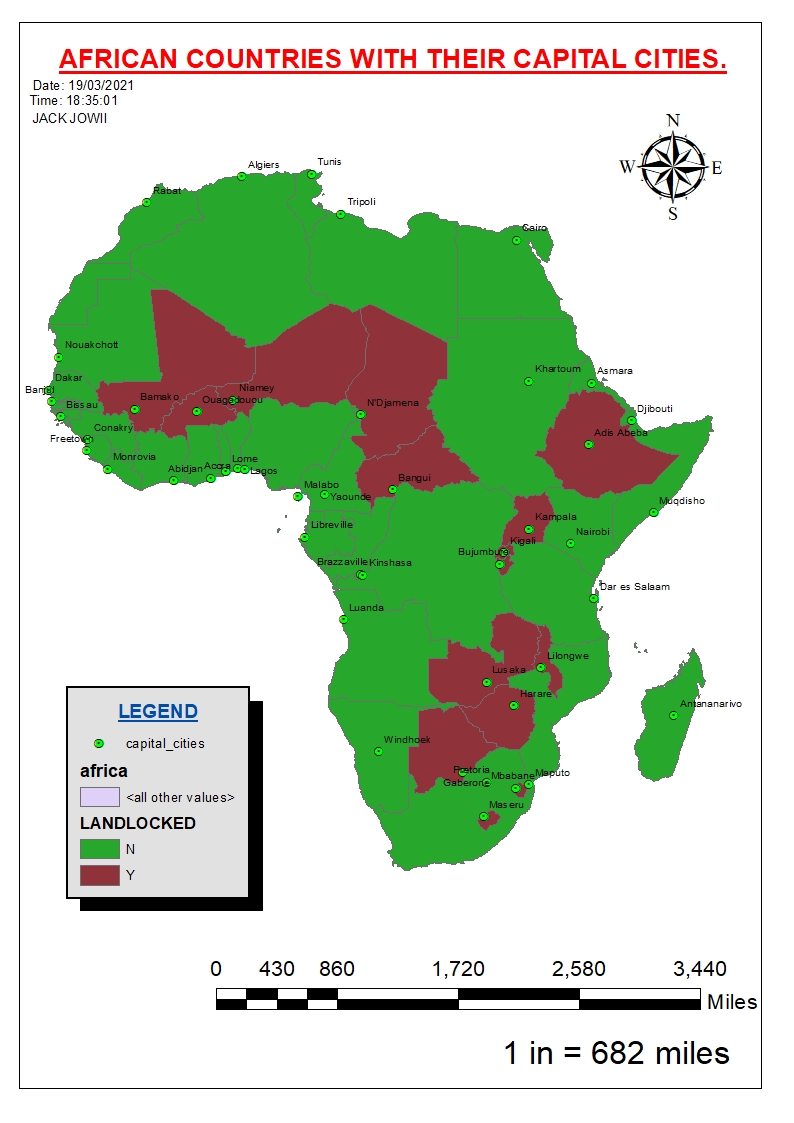 AFRICAN COUNTRIES WITH THEIR CAPITAL CITIES.
Date: 19/03/2021
Time: 18:35:01
JACK JOWII
N
W
E
S
Algiers
Tunis
Rabat
Tripoli
Cairo
Nouakchott
Dakar
Banjul
Bissau
Conakry
Freetown
Monrovia
Bamako
Ouagadougou
Niamey
Abidjan
Accra
Lome
Lagos
N'Djamena
Khartoum
Asmara
Djibouti
Adis Abeba
Bangui
Malabo
Yaounde
Libreville
Brazzaville
Kinshasa
Kampala
Kigali
Bujumbura
Nairobi
Muqdisho
Dar es Salaam
Luanda
Lusaka
Lilongwe
Harare
Antananarivo
Windhoek
Pretoria
Gaberone
Mbabane
Maputo
Maseru
LEGEND
capital_cities
africa
<all other values>
LANDLOCKED
N
Y
0 430 860 1,720 2,580 3,440
Miles
1 in = 682 miles